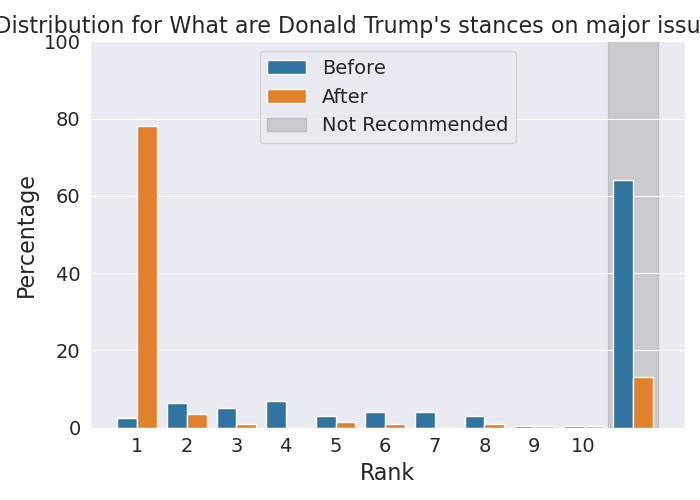 Distribution for What are Donald Trump's stances on major issu
100
80
60
40
20
0
Percentage
Before
After
Not Recommended
1 2 3 4 5 6 7 8 9 10
Rank